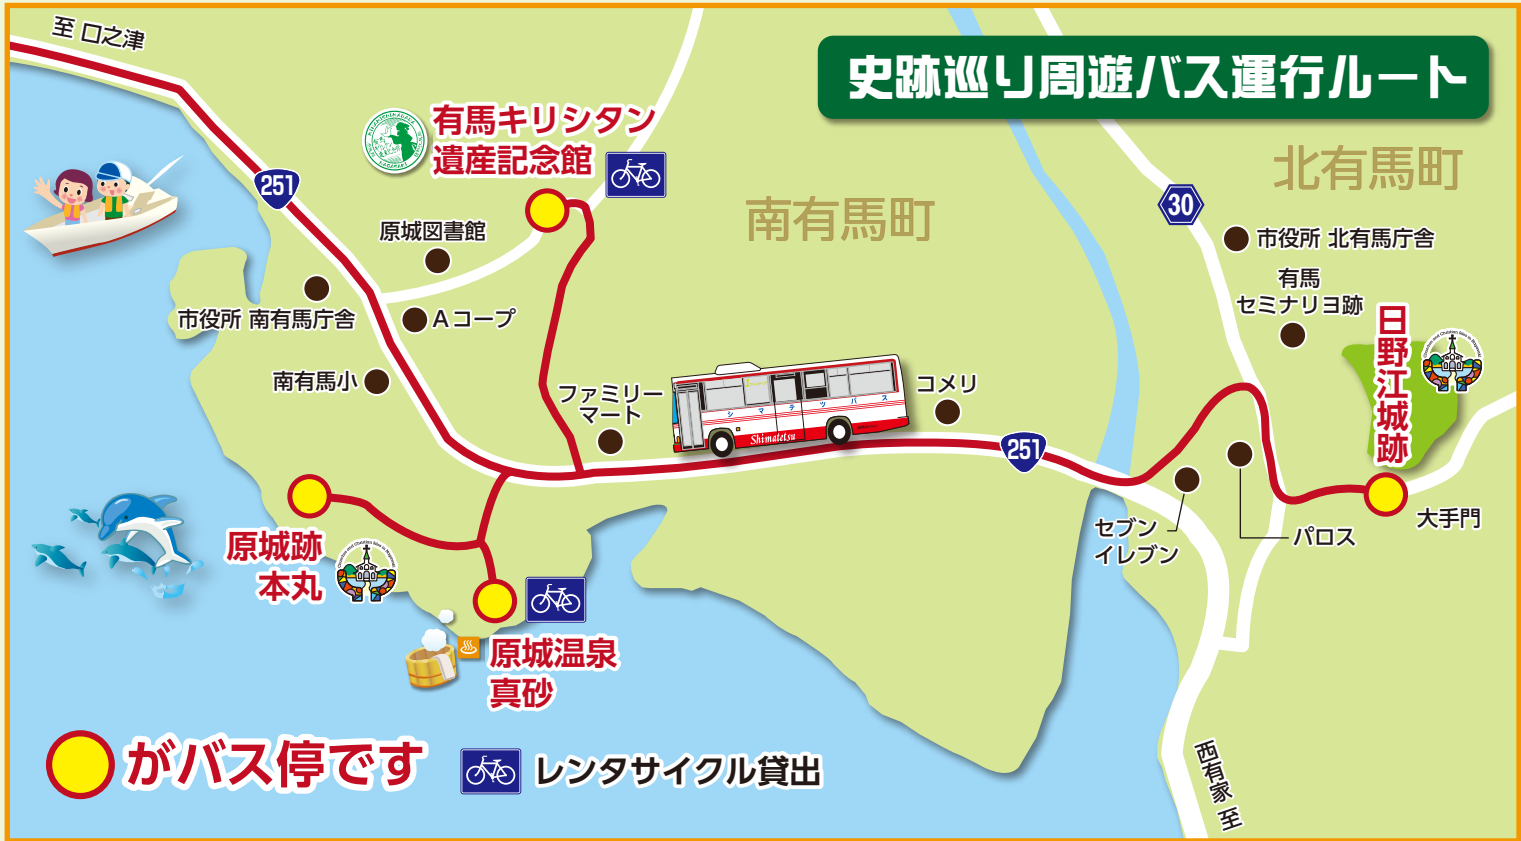 至 口之津
史跡巡り周遊バス運行ルート
有馬キリシタン
遺産記念館
251
北有馬町
南有馬町
30
原城図書館
市役所 北有馬庁舎
有馬
セミナリヨ跡
市役所 南有馬庁舎
Aコープ
日野江城跡
南有馬小
ファミリー
マート
コメリ
シマテツバス
Shimatetsu
251
大手門
セブン
イレブン
パロス
原城跡
本丸
原城温泉
真砂
がバス停です
レンタサイクル貸出
西有家 至